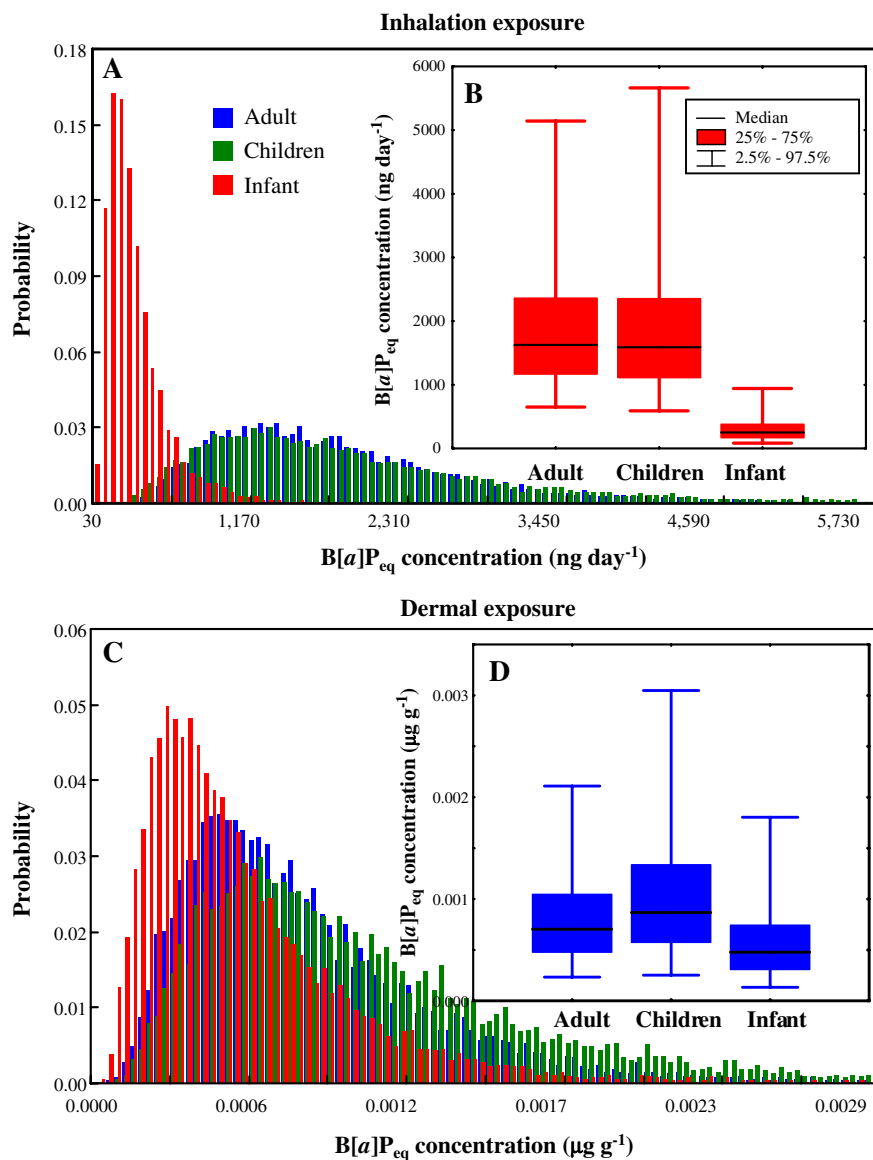 Inhalation exposure
0.18
0.15
0.12
0.09
0.06
0.03
0.00
Probability
A
Adult
Children
Infant
30
1,170
2,310
3,450
4,590
5,730
B[a]Peq concentration (ng day-1)
B
6000
5000
4000
3000
2000
1000
0
B[a]Peq concentration (ng day-1)
Median
25% - 75%
2.5% - 97.5%
Adult Children Infant
Dermal exposure
0.06
0.05
0.04
0.03
0.02
0.01
0.00
Probability
C
0.0000
0.0006
0.0012
0.0017
0.0023
0.0029
B[a]Peq concentration (μg g-1)
D
0.003
0.002
0.001
0.000
B[a]Peq concentration (μg g-1)
Adult Children Infant